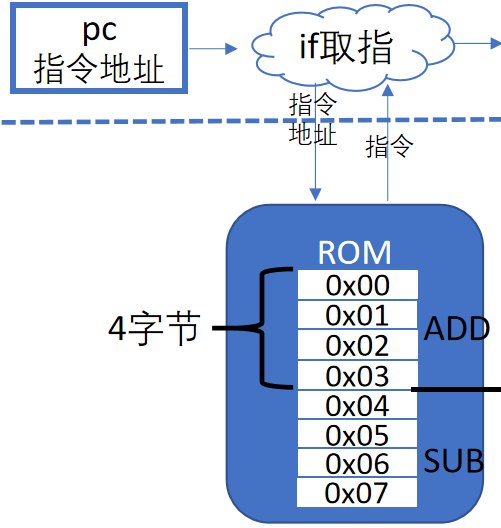 pc
指令地址
if取指
指令
地址
指令
ROM
0x00
0x01
0x02
0x03
0x04
0x05
0x06
0x07
4字节
ADD
SUB